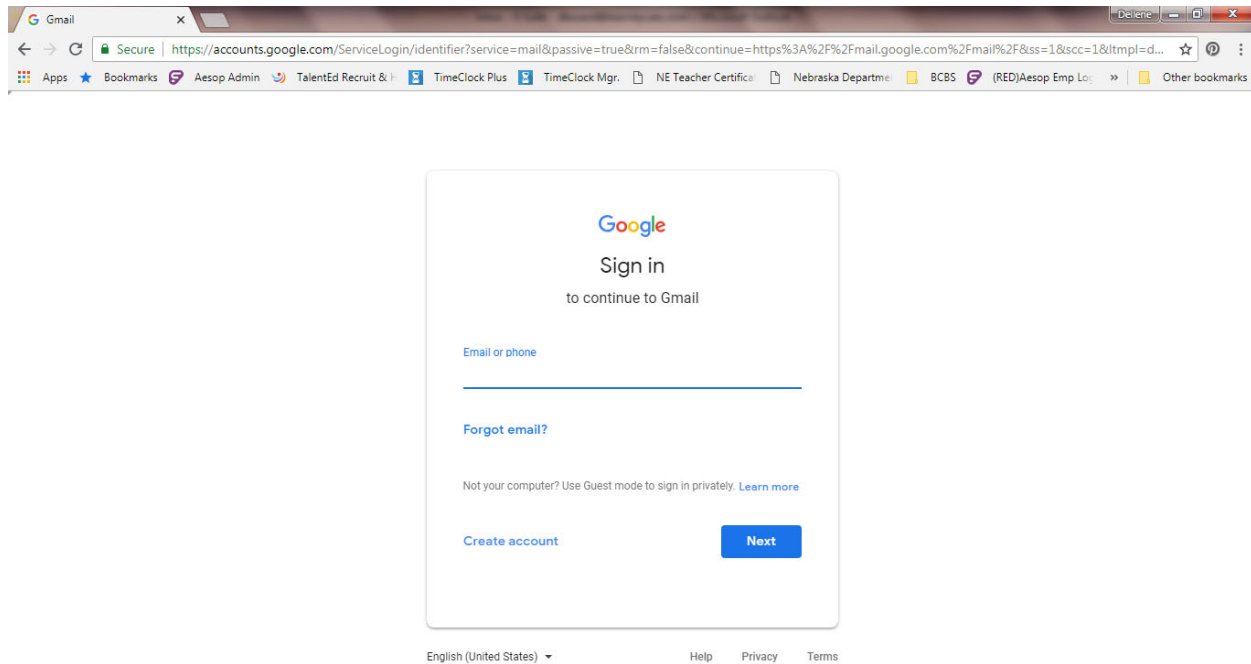 Gmail
Dellene
Secure | https://accounts.google.com/ServiceLogin/identifier?service=mail&passive=true&rm=false&continue=https%3A%2F%2Fmail.google.com%2Fmail%2F&ss=1&scc=1&ltmpl=d...
Apps Bookmarks Aesop Admin TalentEd Recruit & H TimeClock Plus TimeClock Mgr. NE Teacher Certifica Nebraska Departme BCBS (RED)Aesop Emp Lo » Other bookmarks
Google
Sign in
to continue to Gmail
Email or phone
Forgot email?
Not your computer? Use Guest mode to sign in privately. Learn more
Create account Next
English (United States) Help Privacy Terms